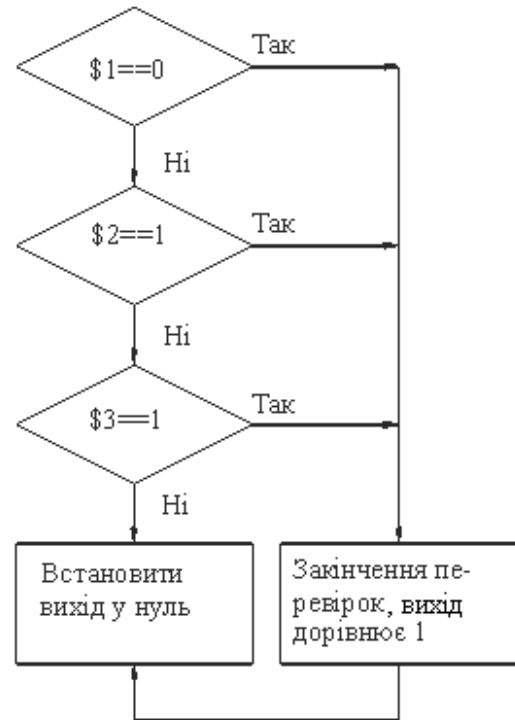 $1==0
Так
Ні
$2==1
Так
Ні
$3==1
Так
Ні
Встановити
вихід у нуль
Закінчення пе-
ревірок, вихід
дорівнює 1